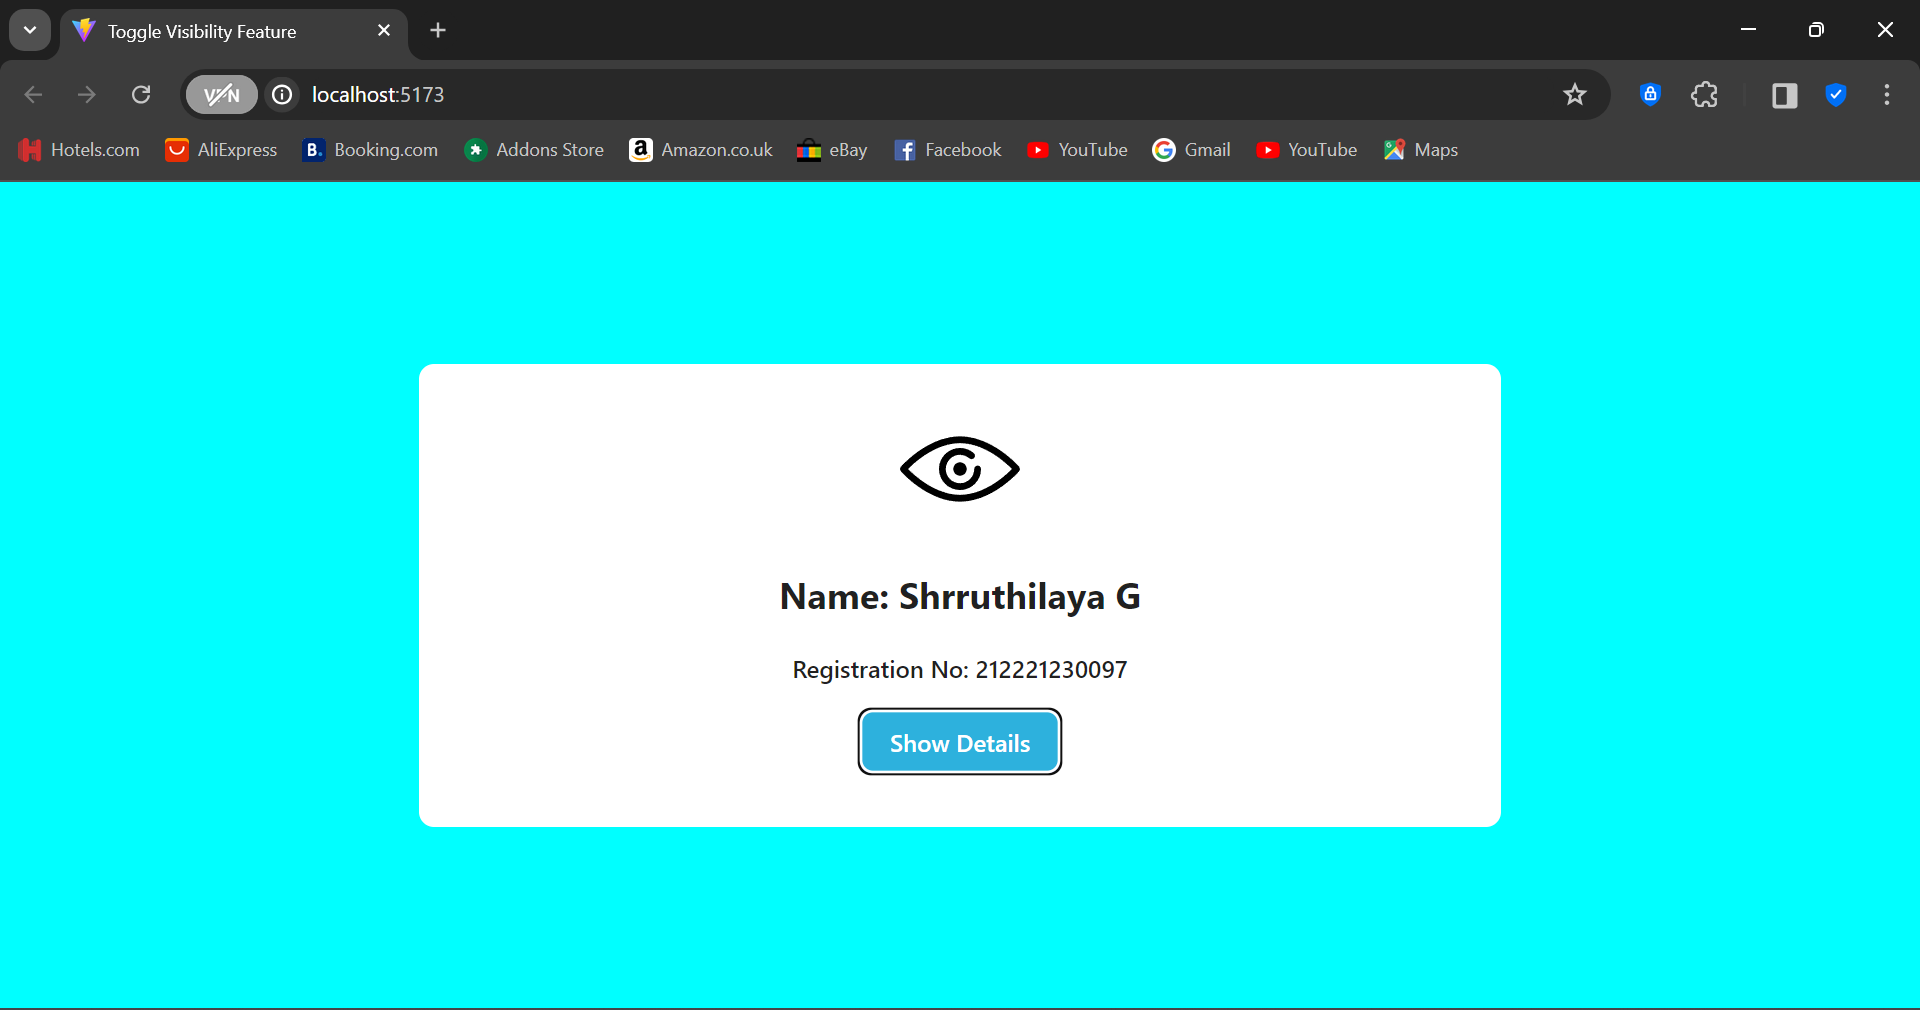 Toggle Visibility Feature
VPN
localhost:5173
Hotels.com
AliExpress
B. Booking.com
Addons Store
a Amazon.co.uk
eBay
f Facebook
YouTube
G Gmail
YouTube
G Maps
Name: Shrruthilaya G
Registration No: 212221230097
Show Details